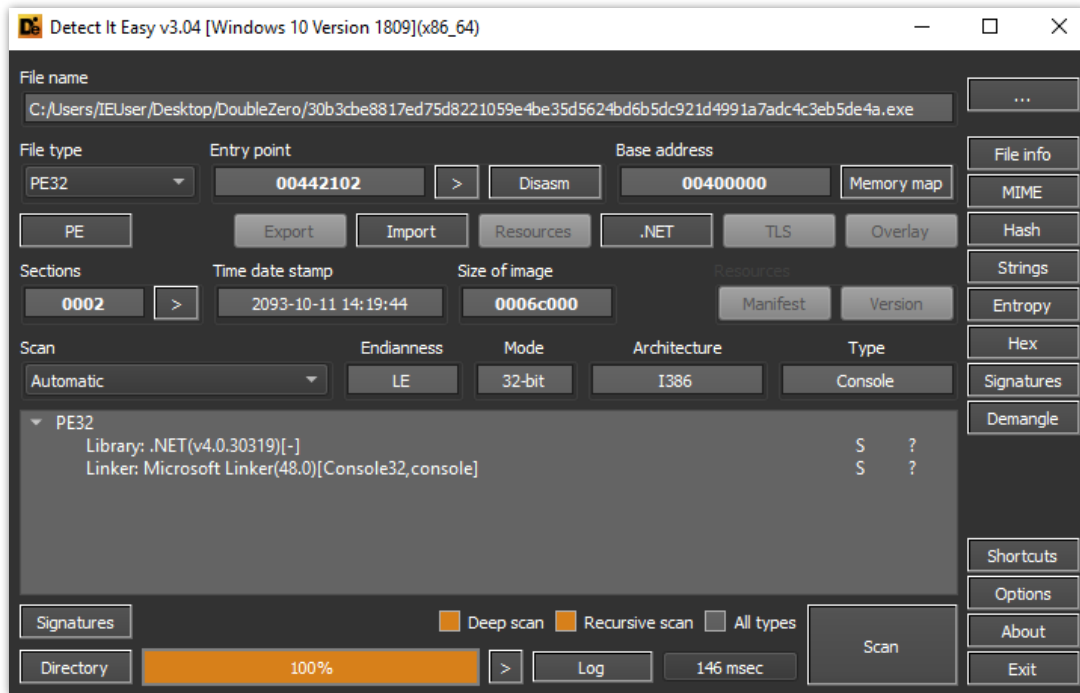 Detect It Easy v3.04 [Windows 10 Version 1809](x86_64)
File name
C:/Users/IEUser/Desktop/DoubleZero/30b3cbe8817ed75d8221059e4be35d5624bd6b5dc921d4991a7adc4c3eb5de4a.exe
...
File type Entry point Base address
File info
PE32 00442102 > Disasm 00400000 Memory map
MIME
PE Export Import Resources .NET TLS Overlay
Hash
Sections Time date stamp Size of image Resources
Strings
0002 > 2093-10-11 14:19:44 0006c000 Manifest Version
Entropy
Scan Endianness Mode Architecture Type
Hex
Automatic LE 32-bit I386 Console
Signatures
PE32
Demangle
Library: .NET(v4.0.30319)[-] S ?
Linker: Microsoft Linker(48.0)[Console32,console] S ?
Shortcuts
Options
Signatures Deep scan Recursive scan All types
About
Scan
Directory 100% > Log 146 msec
Exit